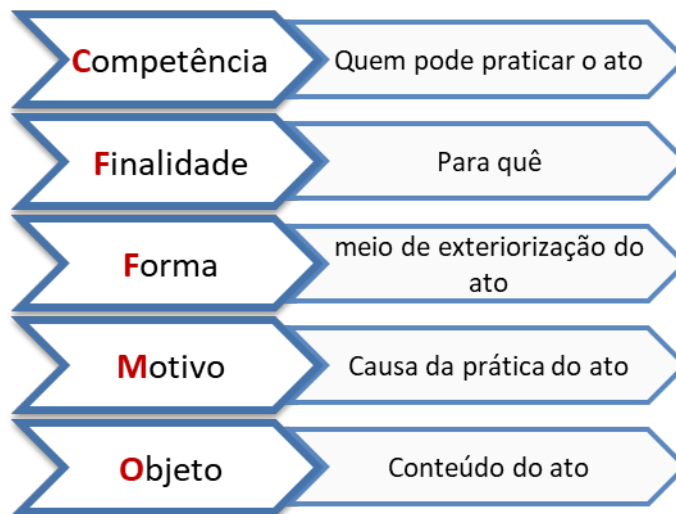 Competência
Quem pode praticar o ato
Finalidade
Para quê
Forma
meio de exteriorização do
ato
Motivo
Causa da prática do ato
Objeto
Conteúdo do ato